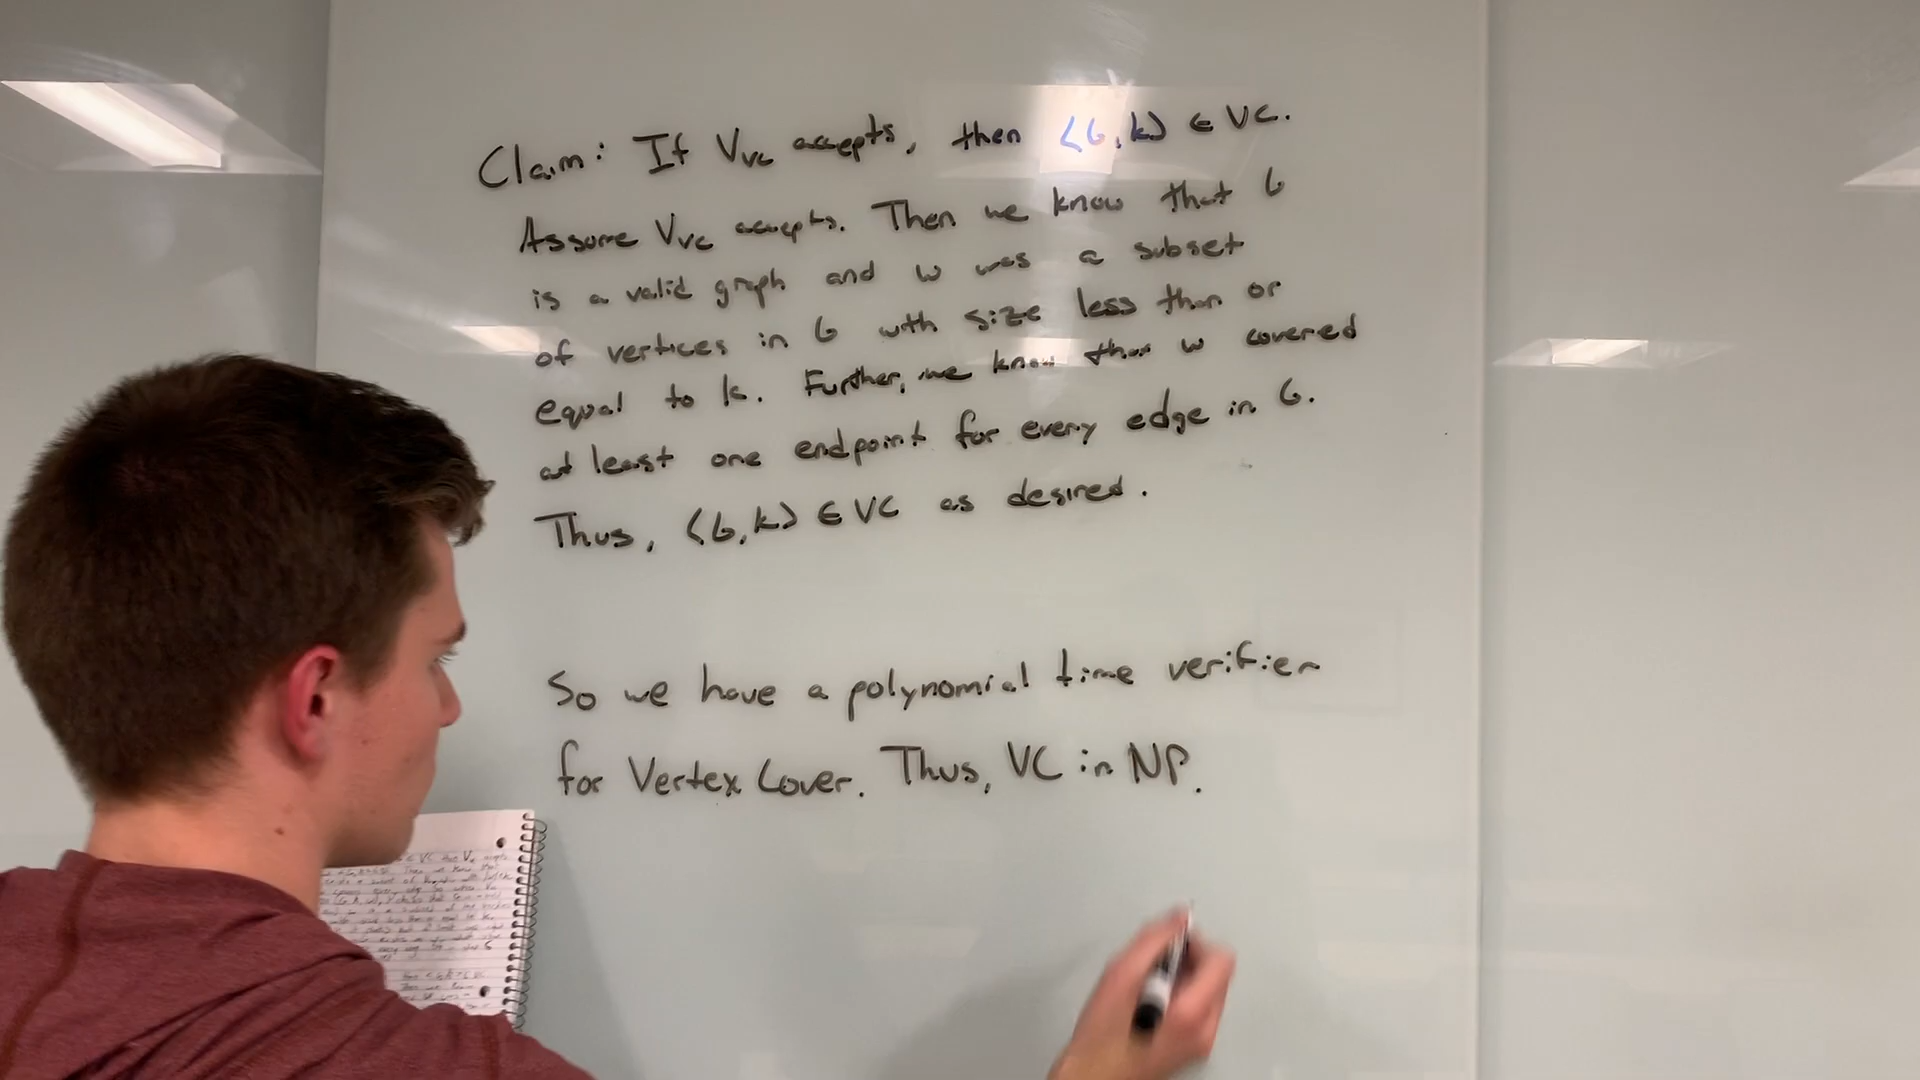 Claim: If Vvc accepts, then ⟨G,k⟩ ∈ VC.
Assume Vvc accepts. Then we know that G
is a valid graph and w was a subset
of vertices in G with size less than or
equal to k. Further, we know that w covered
at least one endpoint for every edge in G.
Thus, ⟨G,k⟩ ∈ VC as desired.
So we have a polynomial time verifier
for Vertex Cover. Thus, VC in NP.